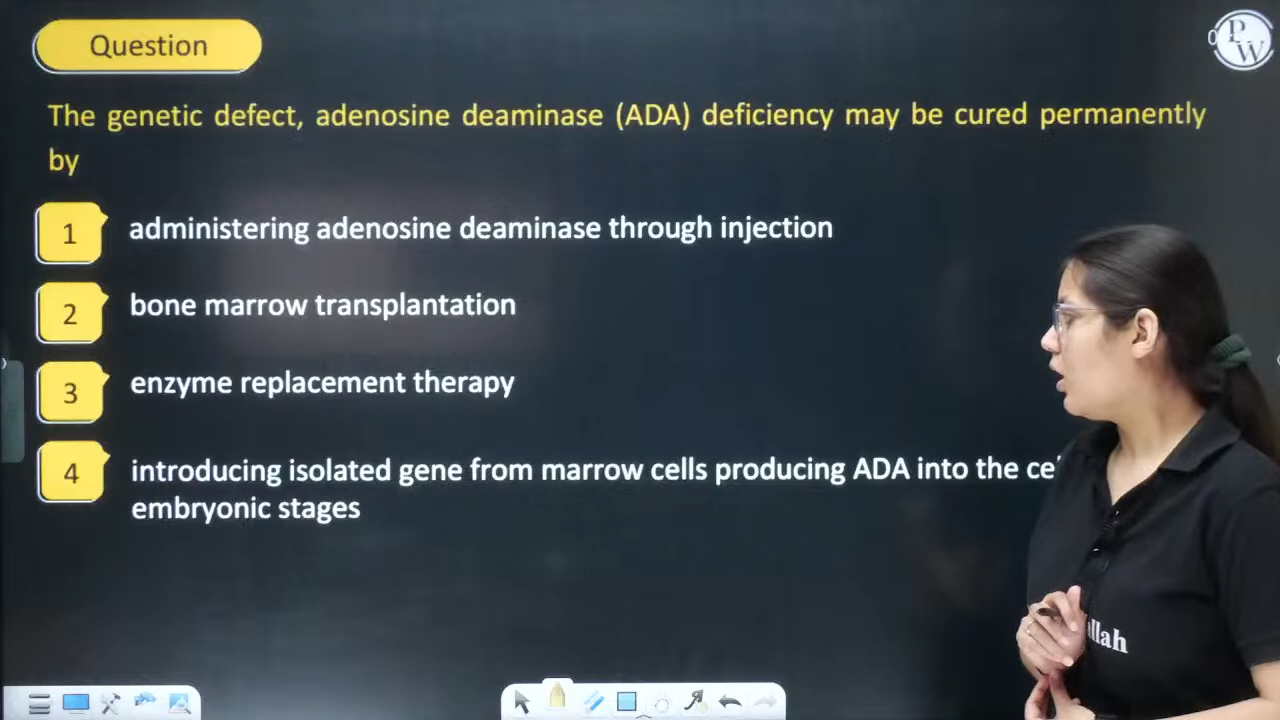 Question
PW
The genetic defect, adenosine deaminase (ADA) deficiency may be cured permanently
by
1 administering adenosine deaminase through injection
2 bone marrow transplantation
3 enzyme replacement therapy
4 introducing isolated gene from marrow cells producing ADA into the
embryonic stages